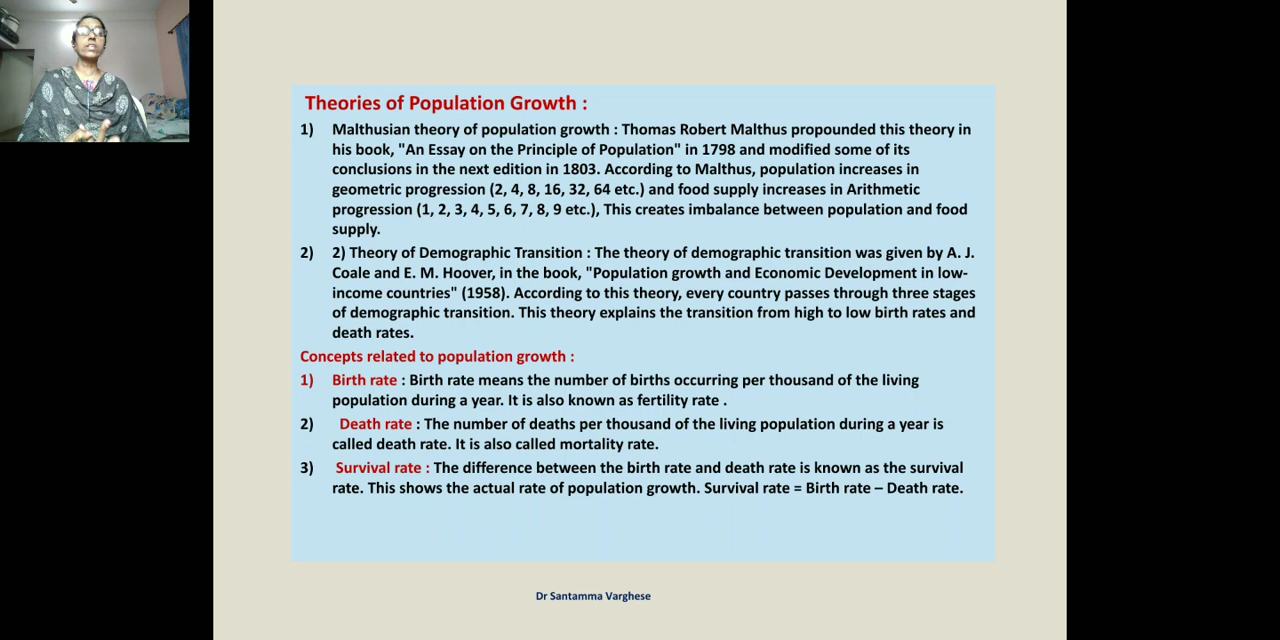 Theories of Population Growth :
1) Malthusian theory of population growth : Thomas Robert Malthus propounded this theory in
his book, "An Essay on the Principle of Population" in 1798 and modified some of its
conclusions in the next edition in 1803. According to Malthus, population increases in
geometric progression (2, 4, 8, 16, 32, 64 etc.) and food supply increases in Arithmetic
progression (1, 2, 3, 4, 5, 6, 7, 8, 9 etc.), This creates imbalance between population and food
supply.
2) 2) Theory of Demographic Transition : The theory of demographic transition was given by A. J.
Coale and E. M. Hoover, in the book, "Population growth and Economic Development in low-
income countries" (1958). According to this theory, every country passes through three stages
of demographic transition. This theory explains the transition from high to low birth rates and
death rates.
Concepts related to population growth :
1) Birth rate : Birth rate means the number of births occurring per thousand of the living
population during a year. It is also known as fertility rate .
2) Death rate : The number of deaths per thousand of the living population during a year is
called death rate. It is also called mortality rate.
3) Survival rate : The difference between the birth rate and death rate is known as the survival
rate. This shows the actual rate of population growth. Survival rate = Birth rate – Death rate.
Dr Santamma Varghese